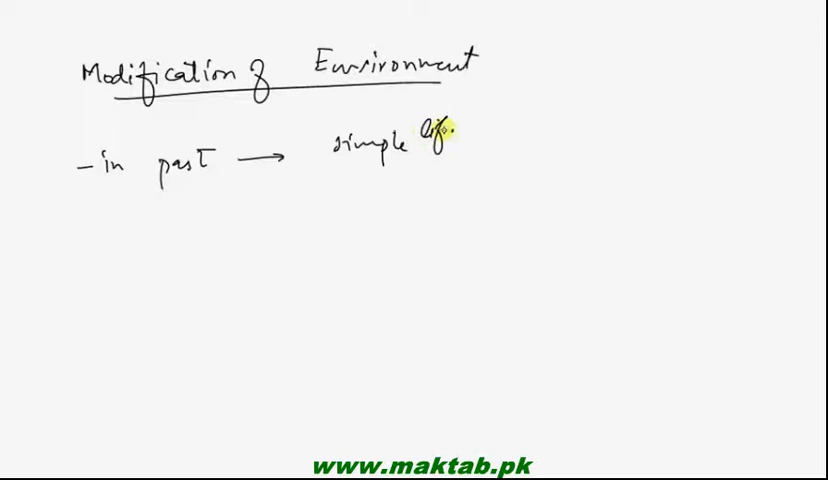 Modification of Environment
- in past → simple life.
www.maktab.pk